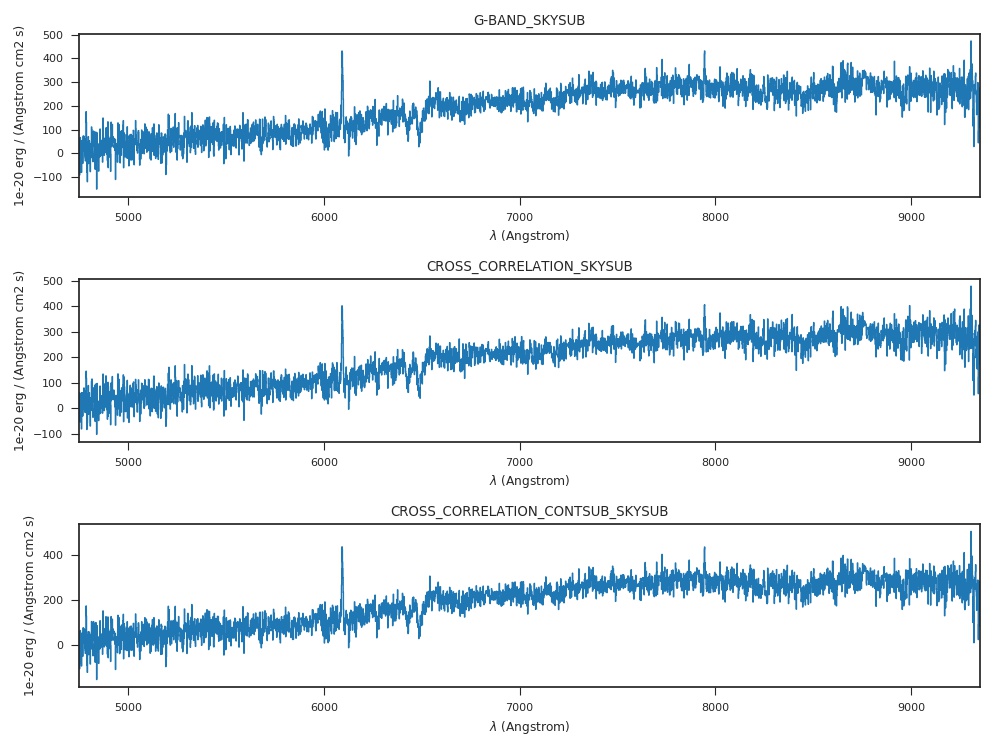 G-BAND_SKYSUB
1e-20 erg / (Angstrom cm2 s)
500
400
300
200
100
0
−100
5000 6000 7000 8000 9000
λ (Angstrom)
CROSS_CORRELATION_SKYSUB
1e-20 erg / (Angstrom cm2 s)
500
400
300
200
100
0
−100
5000 6000 7000 8000 9000
λ (Angstrom)
CROSS_CORRELATION_CONTSUB_SKYSUB
1e-20 erg / (Angstrom cm2 s)
400
200
0
5000 6000 7000 8000 9000
λ (Angstrom)